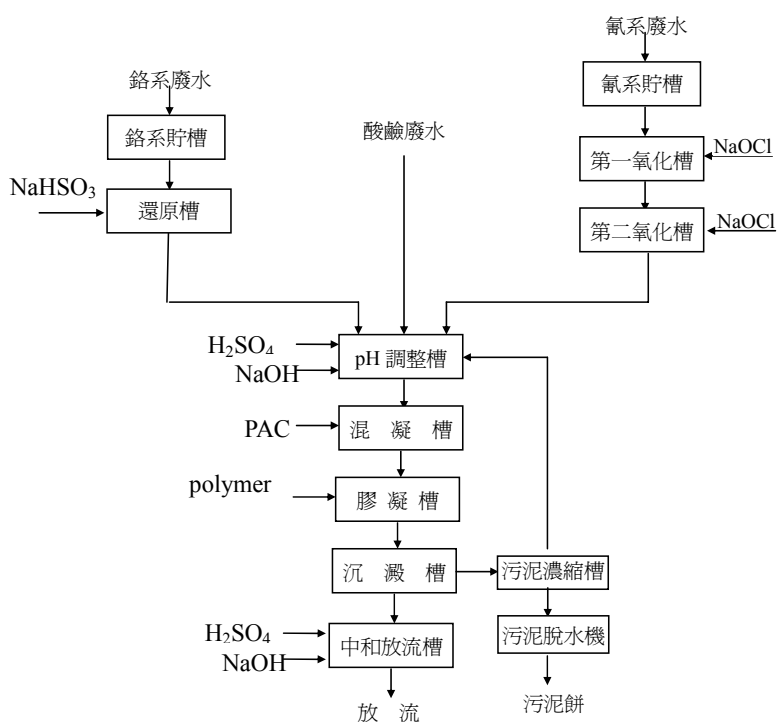 氰系廢水
鉻系廢水
氰系貯槽
鉻系貯槽
酸鹼廢水
第一氧化槽
NaOCl
NaHSO₃
還原槽
第二氧化槽
NaOCl
H₂SO₄
NaOH
pH 調整槽
PAC
混 凝 槽
polymer
膠 凝 槽
沉 澱 槽
污泥濃縮槽
H₂SO₄
NaOH
中和放流槽
污泥脫水機
放 流
污泥餅